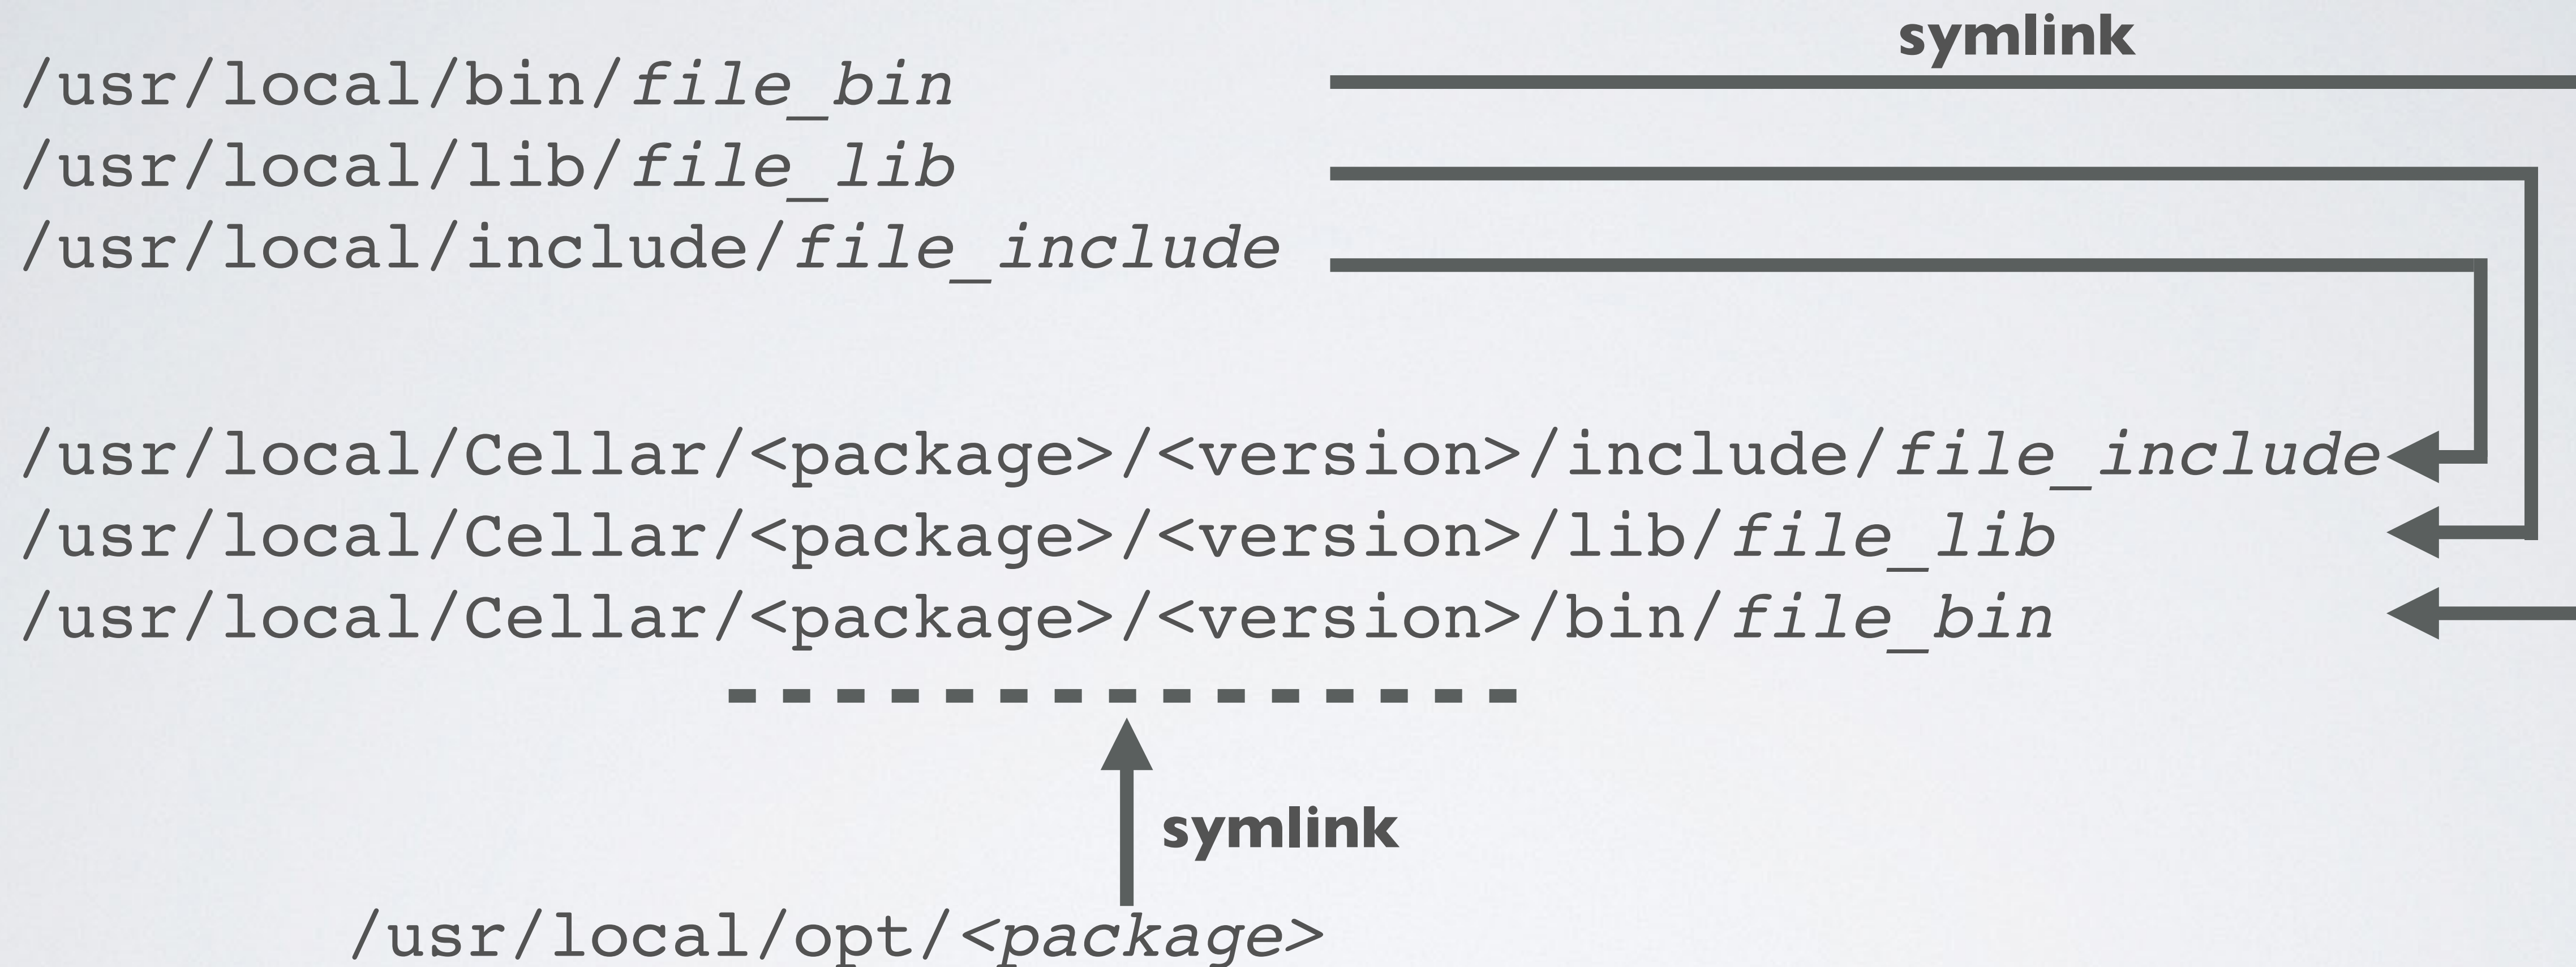 symlink
/usr/local/bin/file_bin
/usr/local/lib/file_lib
/usr/local/include/file_include
/usr/local/Cellar/<package>/<version>/include/file_include
/usr/local/Cellar/<package>/<version>/lib/file_lib
/usr/local/Cellar/<package>/<version>/bin/file_bin
symlink
/usr/local/opt/<package>